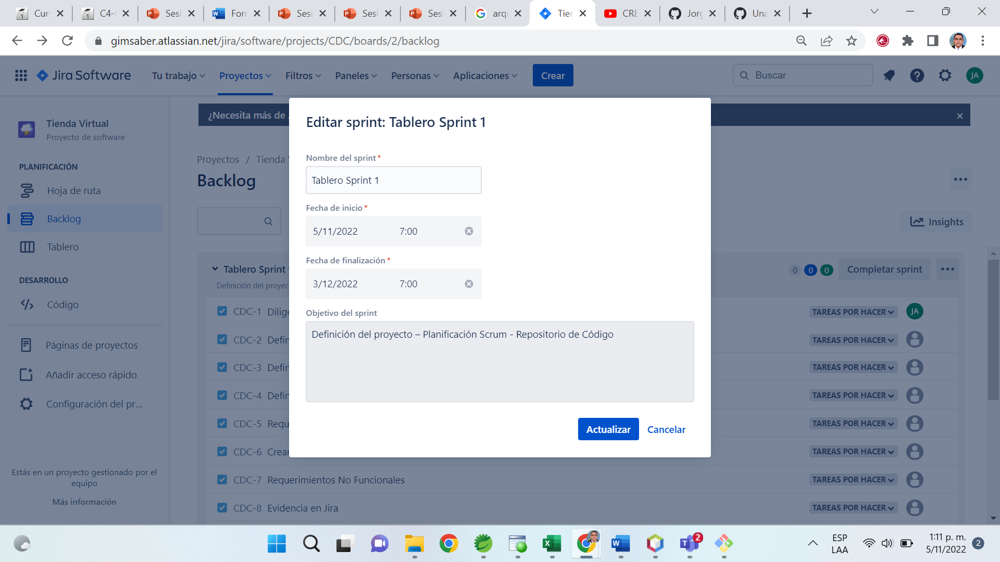 Cur
C4-
Sesi
Forr
Sesi
Sesi
Sesi
arq
Tier
CRE
Jorg
Una
gimsaber.atlassian.net/jira/software/projects/CDC/boards/2/backlog
Jira Software
Tu trabajo
Proyectos
Filtros
Paneles
Personas
Aplicaciones
Crear
Buscar
JA
¿Necesita más de
Tienda Virtual
Proyecto de software
PLANIFICACIÓN
Hoja de ruta
Backlog
Tablero
DESARROLLO
Código
Páginas de proyectos
Añadir acceso rápido
Configuración del pr...
Estás en un proyecto gestionado por el
equipo
Más información
Proyectos / Tienda
Backlog
Insights
Tablero Sprint
Definición del proyec
0 0 0
Completar sprint
CDC-1 Dilige TAREAS POR HACER JA
CDC-2 Defin TAREAS POR HACER
CDC-3 Defin TAREAS POR HACER
CDC-4 Defin TAREAS POR HACER
CDC-5 Requ TAREAS POR HACER
CDC-6 Crear TAREAS POR HACER
CDC-7 Requerimientos No Funcionales TAREAS POR HACER
CDC-8 Evidencia en Jira TAREAS POR HACER
Editar sprint: Tablero Sprint 1
Nombre del sprint *
Tablero Sprint 1
Fecha de inicio *
5/11/2022 7:00
Fecha de finalización *
3/12/2022 7:00
Objetivo del sprint
Definición del proyecto – Planificación Scrum - Repositorio de Código
Actualizar
Cancelar
2
ESP
LAA
1:11 p. m.
5/11/2022
2